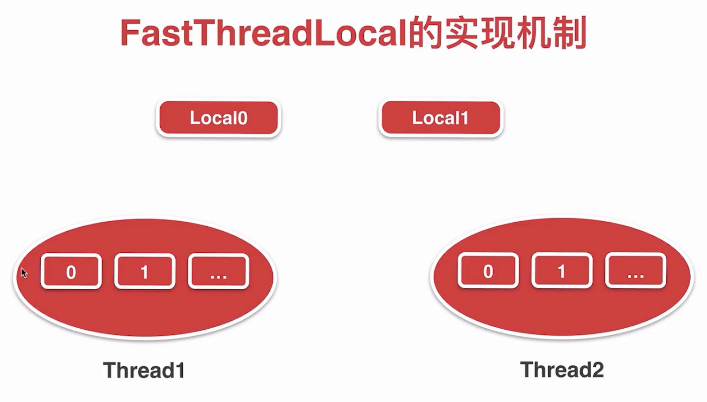 FastThreadLocal的实现机制
Local0 Local1
0 1 ... 0 1 ...
Thread1 Thread2